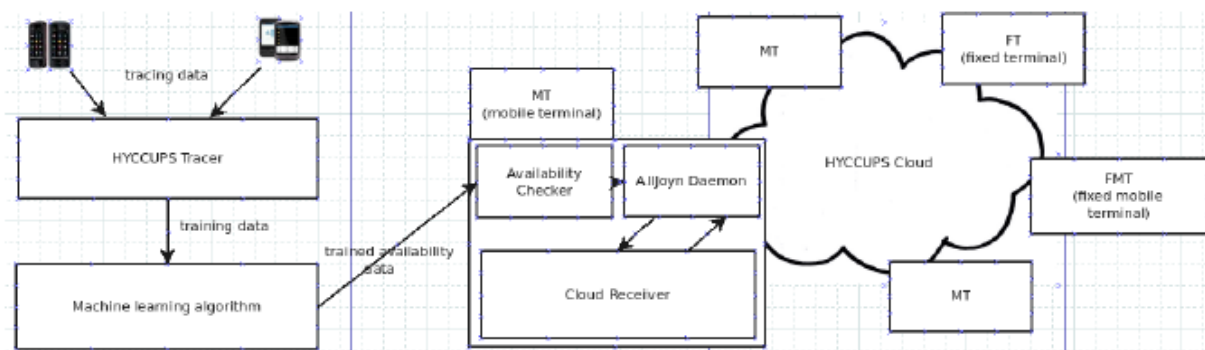 tracing data
HYCCUPS Tracer
training data
Machine learning algorithm
trained availability
data
MT
(mobile terminal)
Availability
Checker
AllJoyn Daemon
Cloud Receiver
MT
FT
(fixed terminal)
HYCCUPS Cloud
FMT
(fixed mobile
terminal)
MT